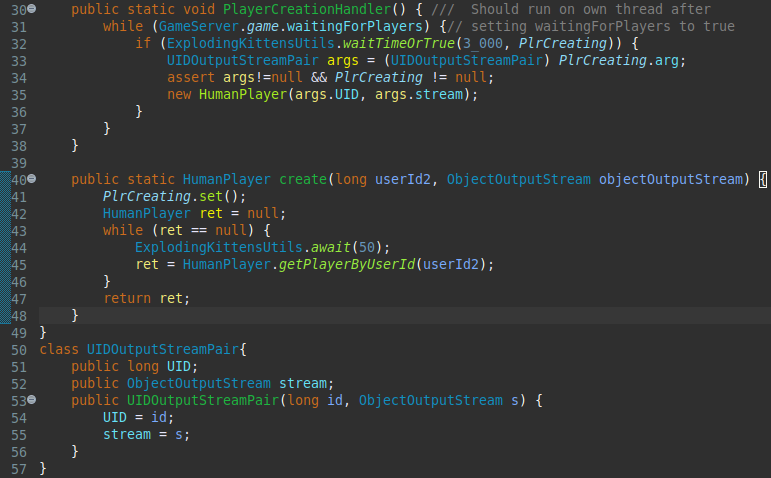 30 public static void PlayerCreationHandler() { /// Should run on own thread after
31 while (GameServer.game.waitingForPlayers) {// setting waitingForPlayers to true
32 if (ExplodingKittensUtils.waitTimeOrTrue(3_000, PlrCreating)) {
33 UIDOutputStreamPair args = (UIDOutputStreamPair) PlrCreating.arg;
34 assert args!=null && PlrCreating != null;
35 new HumanPlayer(args.UID, args.stream);
36 }
37 }
38 }
39
40 public static HumanPlayer create(long userId2, ObjectOutputStream objectOutputStream) {
41 PlrCreating.set();
42 HumanPlayer ret = null;
43 while (ret == null) {
44 ExplodingKittensUtils.await(50);
45 ret = HumanPlayer.getPlayerByUserId(userId2);
46 }
47 return ret;
48 }
49 }
50 class UIDOutputStreamPair{
51 public long UID;
52 public ObjectOutputStream stream;
53 public UIDOutputStreamPair(long id, ObjectOutputStream s) {
54 UID = id;
55 stream = s;
56 }
57 }